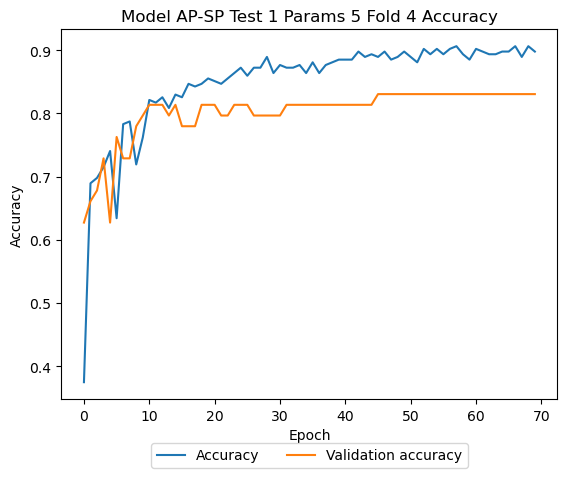 Model AP-SP Test 1 Params 5 Fold 4 Accuracy
Accuracy
0.9
0.8
0.7
0.6
0.5
0.4
0 10 20 30 40 50 60 70
Epoch
Accuracy Validation accuracy